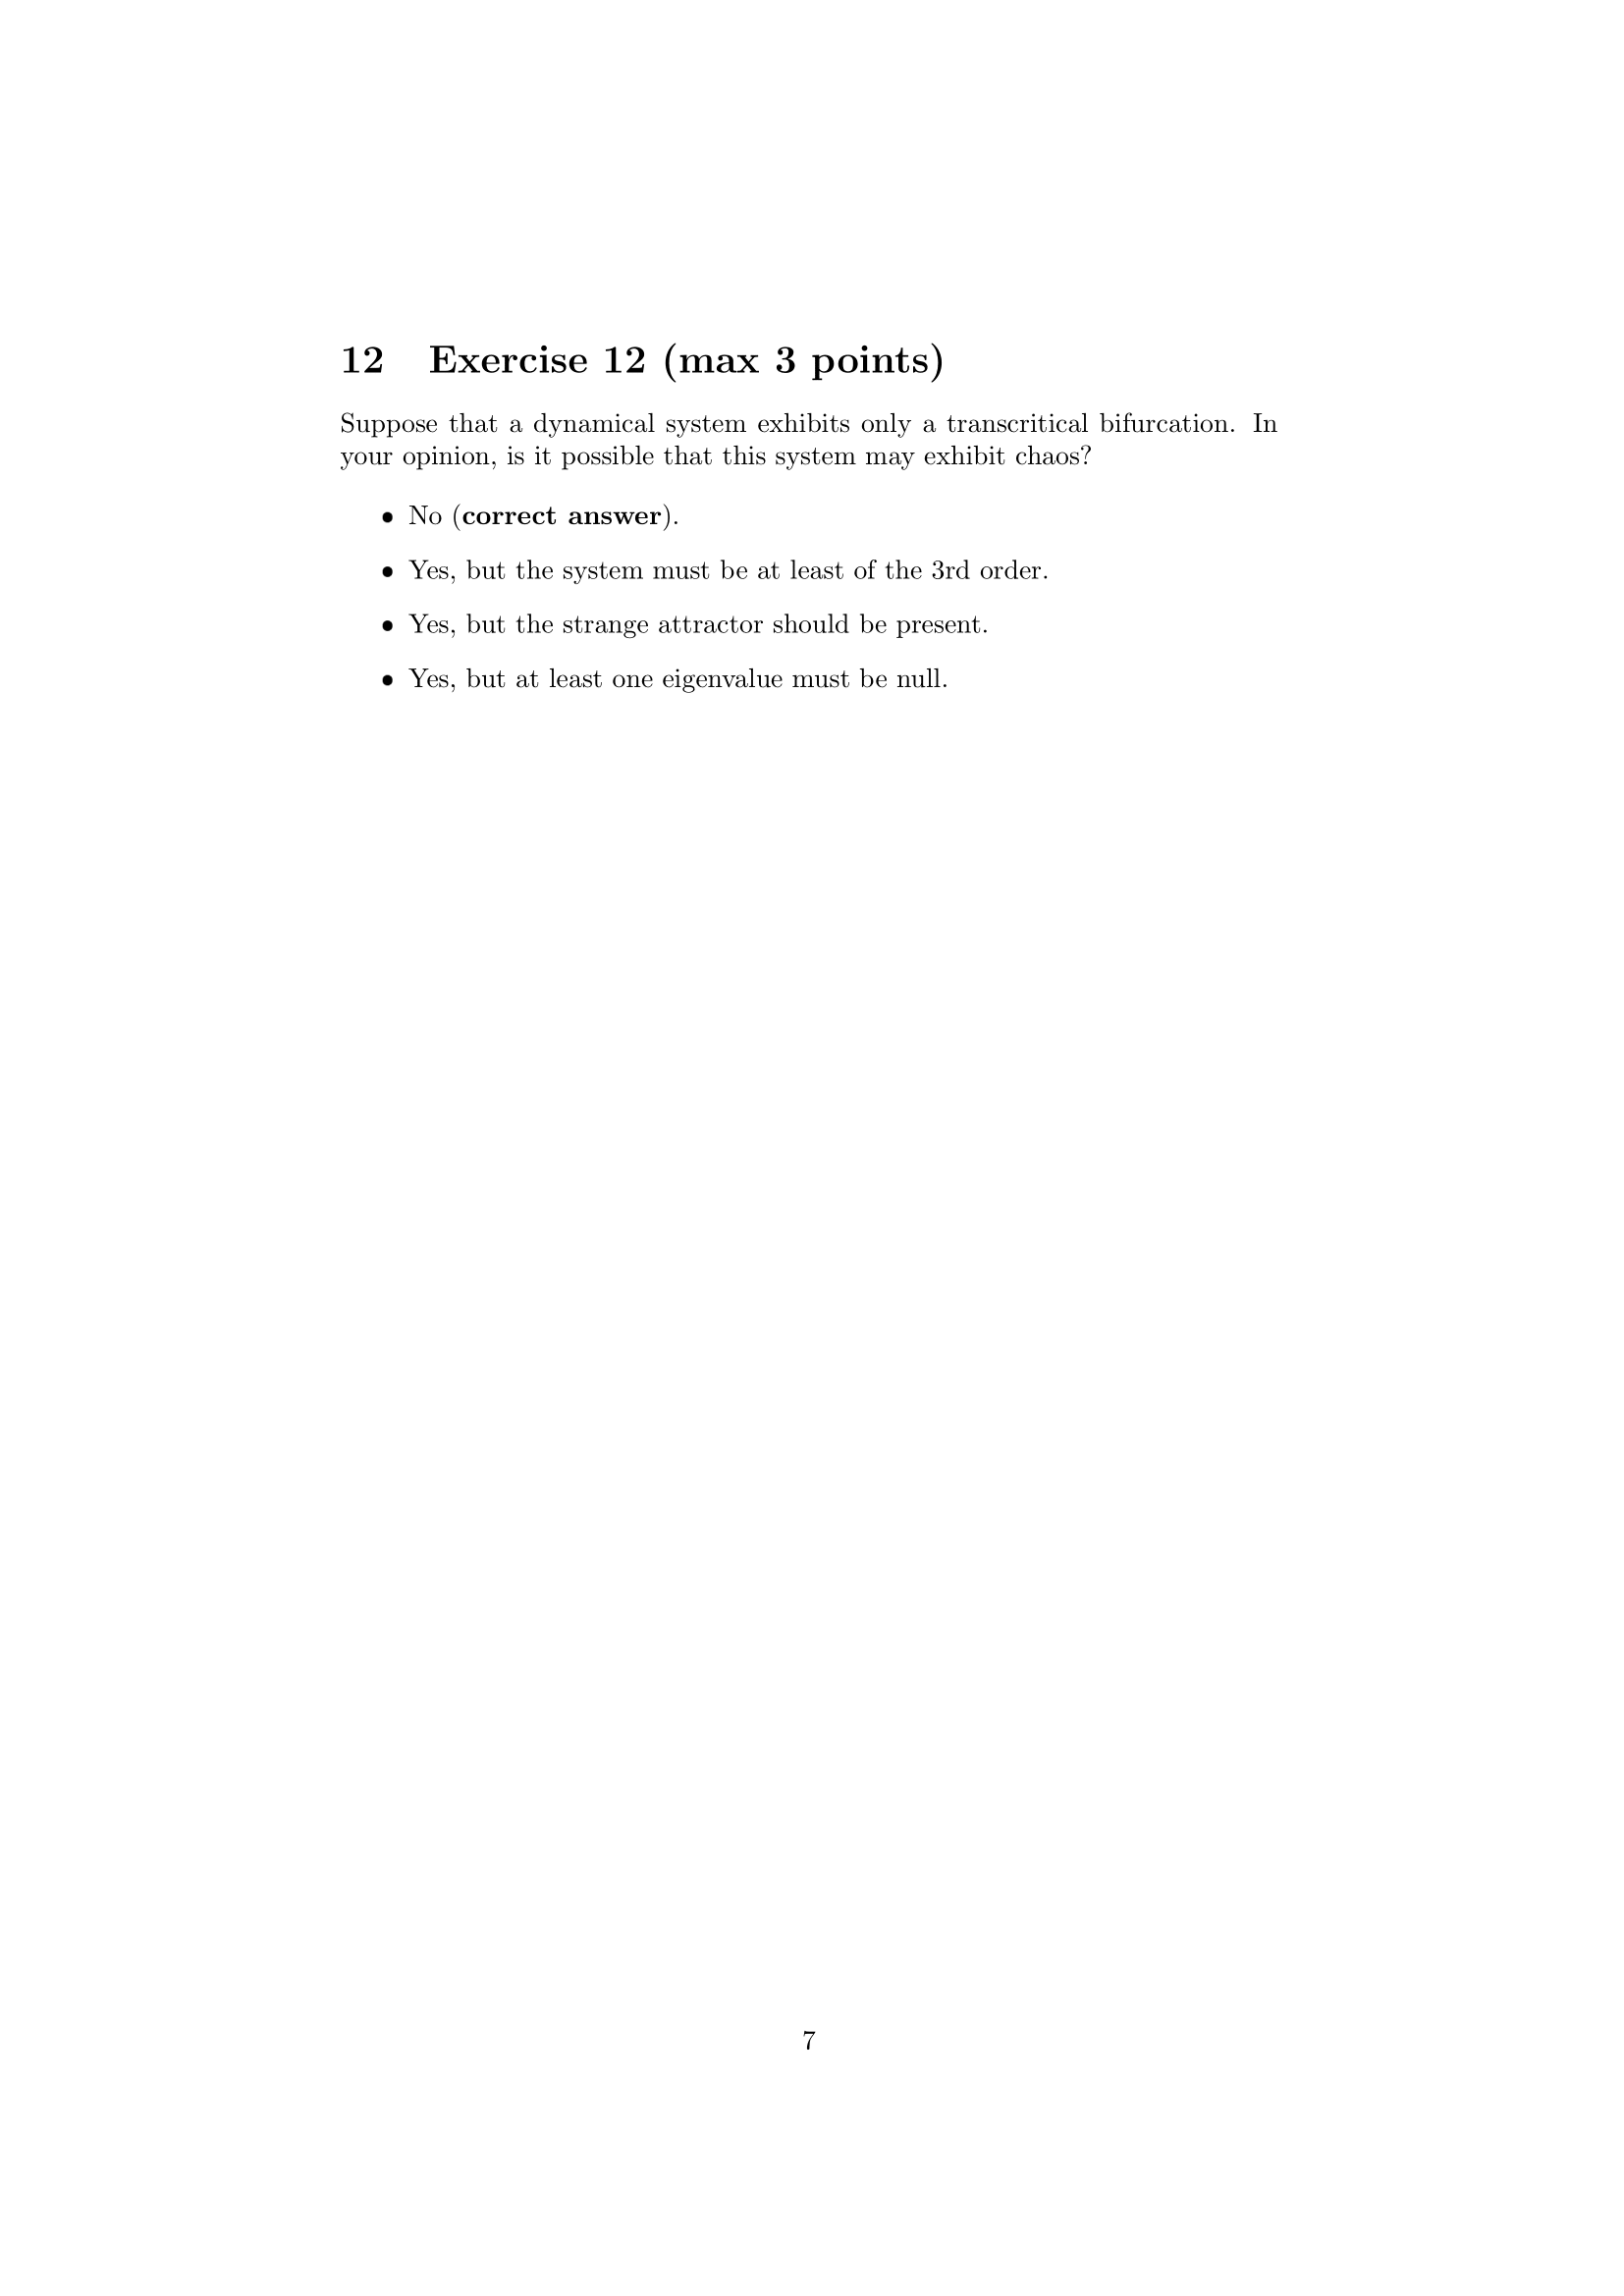 12 Exercise 12 (max 3 points)
Suppose that a dynamical system exhibits only a transcritical bifurcation. In
your opinion, is it possible that this system may exhibit chaos?
• No (correct answer).
• Yes, but the system must be at least of the 3rd order.
• Yes, but the strange attractor should be present.
• Yes, but at least one eigenvalue must be null.
7